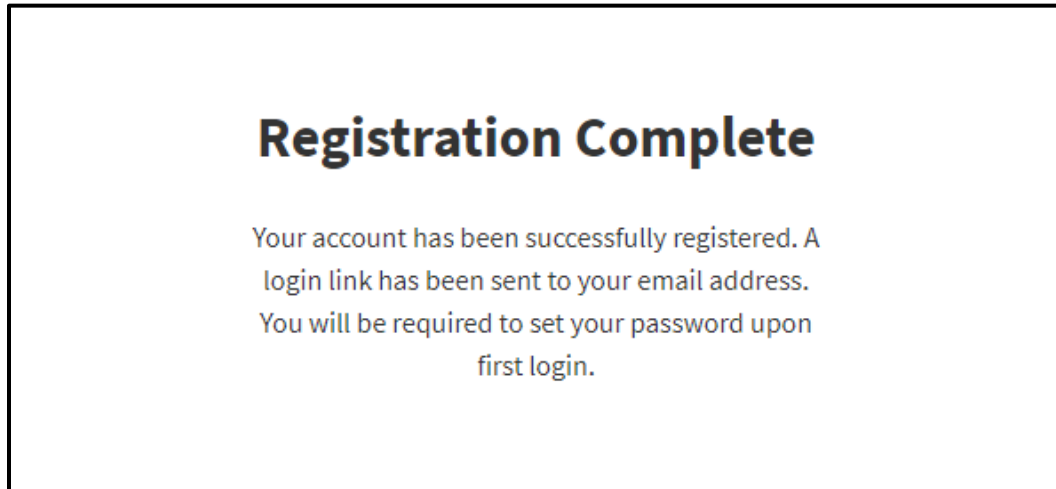 Registration Complete
Your account has been successfully registered. A
login link has been sent to your email address.
You will be required to set your password upon
first login.